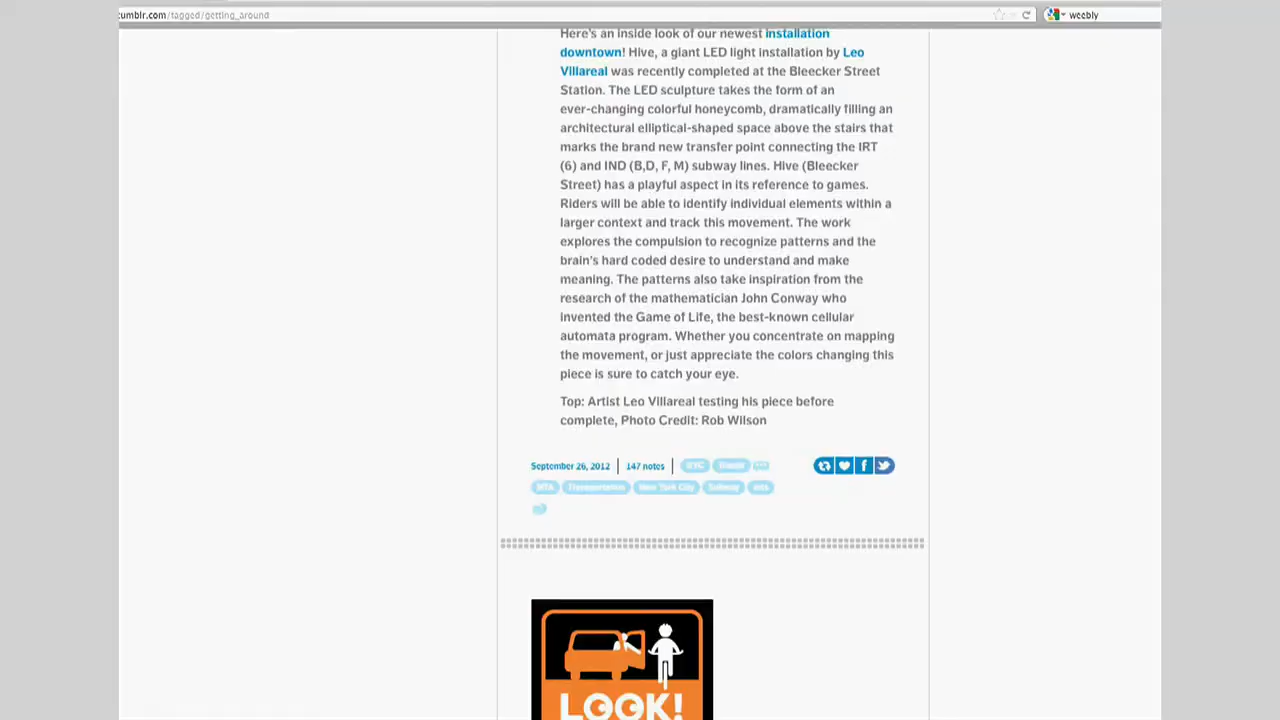 tumblr.com/tagged/getting_around
weebly
Here's an inside look of our newest installation
downtown! Hive, a giant LED light installation by Leo
Villareal was recently completed at the Bleecker Street
Station. The LED sculpture takes the form of an
ever-changing colorful honeycomb, dramatically filling an
architectural elliptical-shaped space above the stairs that
marks the brand new transfer point connecting the IRT
(6) and IND (B,D, F, M) subway lines. Hive (Bleecker
Street) has a playful aspect in its reference to games.
Riders will be able to identify individual elements within a
larger context and track this movement. The work
explores the compulsion to recognize patterns and the
brain's hard coded desire to understand and make
meaning. The patterns also take inspiration from the
research of the mathematician John Conway who
invented the Game of Life, the best-known cellular
automata program. Whether you concentrate on mapping
the movement, or just appreciate the colors changing this
piece is sure to catch your eye.
Top: Artist Leo Villareal testing his piece before
complete, Photo Credit: Rob Wilson
September 26, 2012 147 notes NYC
MTA Transportation New York City Subway
LOOK!